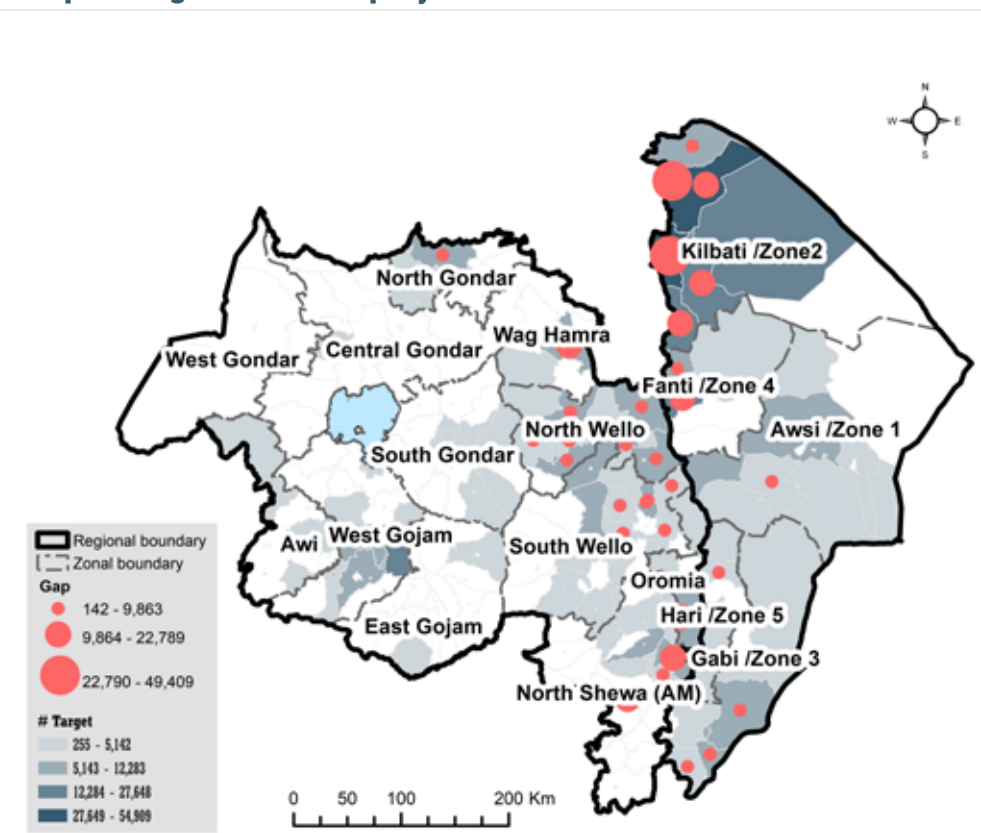 N
W
E
S
Kilbati /Zone2
North Gondar
Wag Hamra
Central Gondar
West Gondar
Fanti /Zone 4
North Wello
Awsi /Zone 1
South Gondar
West Gojam
Awi
South Wello
Oromia
Hari /Zone 5
East Gojam
Gabi /Zone 3
North Shewa (AM)
Regional boundary
Zonal boundary
Gap
142 - 9,863
9,864 - 22,789
22,790 - 49,409
# Target
255 - 5,142
5,143 - 12,283
12,284 - 27,648
27,649 - 54,909
0 50 100 200 Km